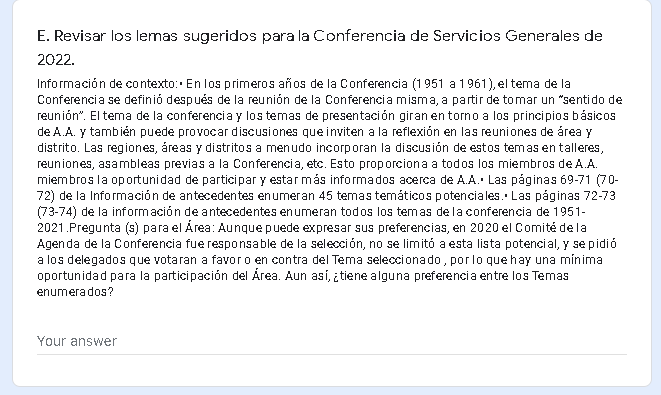 E. Revisar los lemas sugeridos para la Conferencia de Servicios Generales de
2022.
Información de contexto:• En los primeros años de la Conferencia (1951 a 1961), el tema de la
Conferencia se definió después de la reunión de la Conferencia misma, a partir de tomar un “sentido de
reunión”. El tema de la conferencia y los temas de presentación giran en torno a los principios básicos
de A.A. y también puede provocar discusiones que inviten a la reflexión en las reuniones de área y
distrito. Las regiones, áreas y distritos a menudo incorporan la discusión de estos temas en talleres,
reuniones, asambleas previas a la Conferencia, etc. Esto proporciona a todos los miembros de A.A.
miembros la oportunidad de participar y estar más informados acerca de A.A.• Las páginas 69-71 (70-
72) de la Información de antecedentes enumeran 45 temas temáticos potenciales.• Las páginas 72-73
(73-74) de la información de antecedentes enumeran todos los temas de la conferencia de 1951-
2021.Pregunta (s) para el Área: Aunque puede expresar sus preferencias, en 2020 el Comité de la
Agenda de la Conferencia fue responsable de la selección, no se limitó a esta lista potencial, y se pidió
a los delegados que votaran a favor o en contra del Tema seleccionado , por lo que hay una mínima
oportunidad para la participación del Área. Aun así, ¿tiene alguna preferencia entre los Temas
enumerados?
Your answer